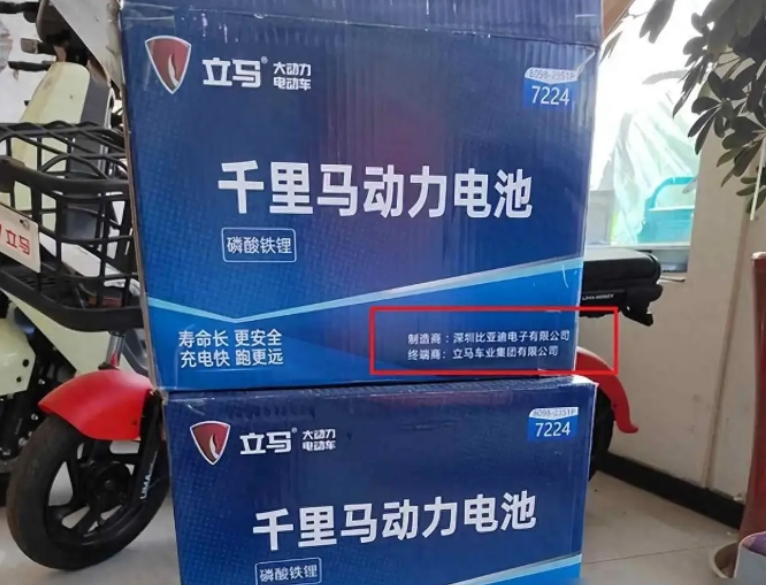 立马® 大动力
电动车
7224
千里马动力电池
磷酸铁锂
寿命长 更安全
充电快 跑更远
制造商：深圳比亚迪电子有限公司
终端商：立马车业集团有限公司
立马
立马® 大动力
电动车
7224
千里马动力电池
磷酸铁锂